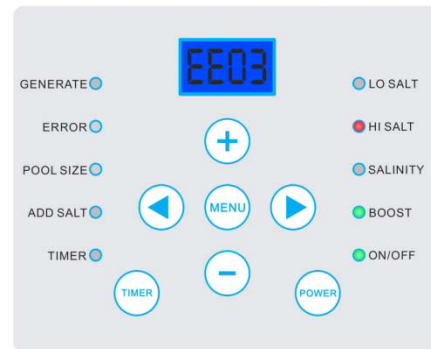 EE03
GENERATE
LO SALT
ERROR
HI SALT
POOL SIZE
SALINITY
MENU
ADD SALT
BOOST
TIMER
ON/OFF
TIMER
POWER